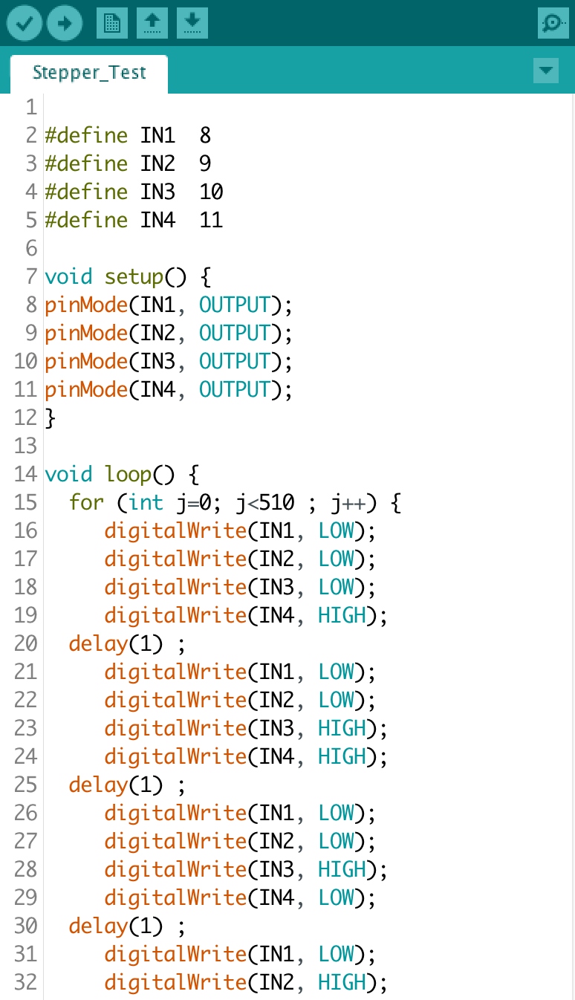 Stepper_Test
1
2 #define IN1  8
3 #define IN2  9
4 #define IN3  10
5 #define IN4  11
6
7 void setup() {
8 pinMode(IN1, OUTPUT);
9 pinMode(IN2, OUTPUT);
10 pinMode(IN3, OUTPUT);
11 pinMode(IN4, OUTPUT);
12 }
13
14 void loop() {
15   for (int j=0; j<510 ; j++) {
16      digitalWrite(IN1, LOW);
17      digitalWrite(IN2, LOW);
18      digitalWrite(IN3, LOW);
19      digitalWrite(IN4, HIGH);
20   delay(1) ;
21      digitalWrite(IN1, LOW);
22      digitalWrite(IN2, LOW);
23      digitalWrite(IN3, HIGH);
24      digitalWrite(IN4, HIGH);
25   delay(1) ;
26      digitalWrite(IN1, LOW);
27      digitalWrite(IN2, LOW);
28      digitalWrite(IN3, HIGH);
29      digitalWrite(IN4, LOW);
30   delay(1) ;
31      digitalWrite(IN1, LOW);
32      digitalWrite(IN2, HIGH);